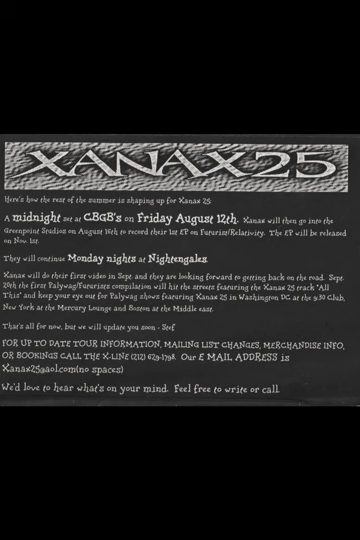 XANAX 25
Here's how the rest of the summer is shaping up for Xanax 25:
A midnight set at CBGB's on Friday August 12th. Xanax will then go into the
Greenpoint Studios on August 16th to record their 1st EP on Futurist/Relativity. The EP will be released
on Nov. 1st.
They will continue Monday nights at Nightengales.
Xanax will do their first video in Sept. and they are looking forward to getting back on the road. Sept.
20th the first Palywag/Futurists compilation will hit the streets featuring the Xanax 25 track "All
This" and keep your eye out for Palywag shows featuring Xanax 25 in Washington DC at the 9:30 Club,
New York at the Mercury Lounge and Boston at the Middle east.
That's all for now, but we will update you soon - Stef
FOR UP TO DATE TOUR INFORMATION, MAILING LIST CHANGES, MERCHANDISE INFO,
OR BOOKINGS CALL THE X-LINE (212) 629-1798. Our E MAIL ADDRESS is
Xanax25@aol.com(no spaces)
We'd love to hear what's on your mind. Feel free to write or call.